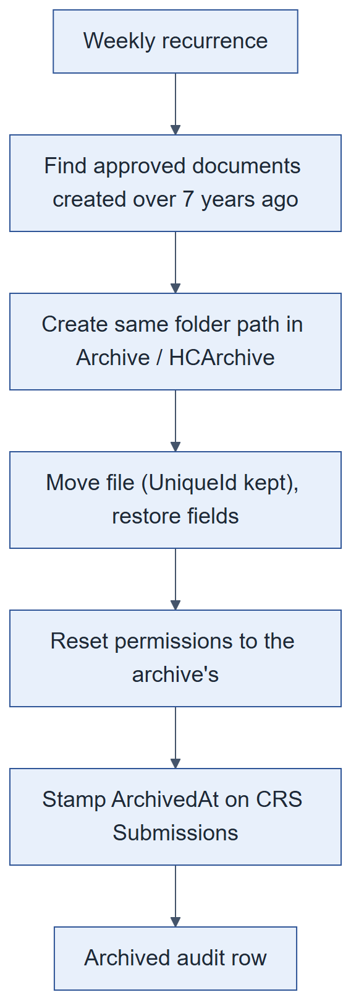 Weekly recurrence
Find approved documents
created over 7 years ago
Create same folder path in
Archive / HCArchive
Move file (UniqueId kept),
restore fields
Reset permissions to the
archive's
Stamp ArchivedAt on CRS
Submissions
Archived audit row